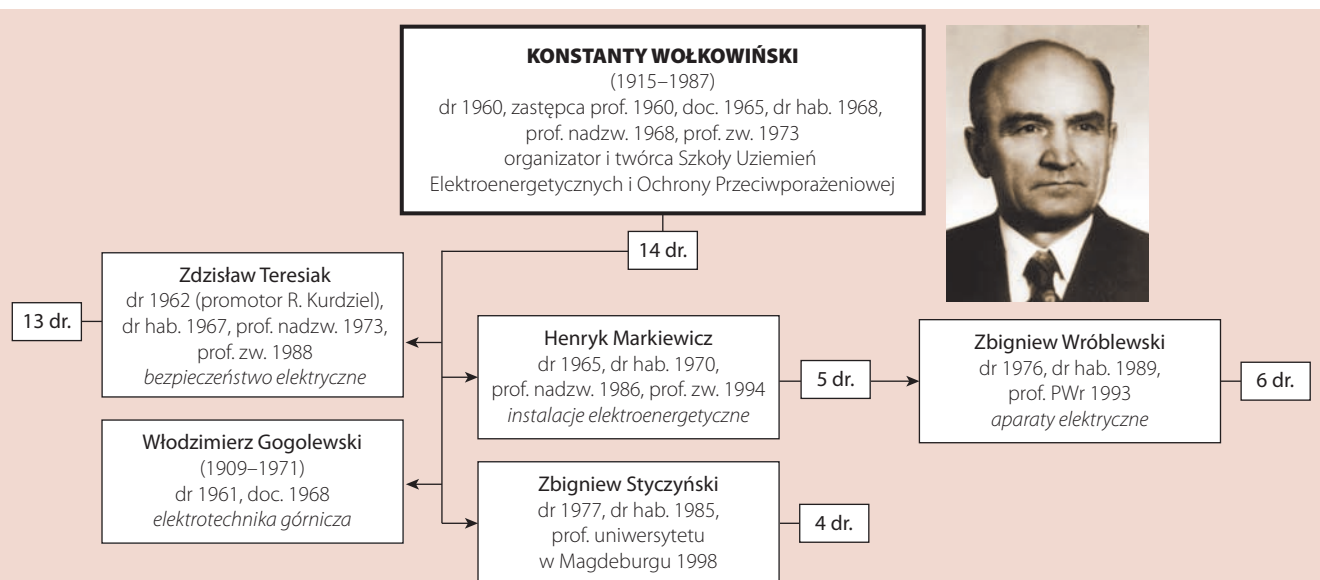 KONSTANTY WOŁKOWIŃSKI
(1915–1987)
dr 1960, zastępca prof. 1960, doc. 1965, dr hab. 1968,
prof. nadzw. 1968, prof. zw. 1973
organizator i twórca Szkoły Uziemień
Elektroenergetycznych i Ochrony Przeciwporażeniowej
14 dr.
Zdzisław Teresiak
dr 1962 (promotor R. Kurdziel),
dr hab. 1967, prof. nadzw. 1973,
prof. zw. 1988
bezpieczeństwo elektryczne
13 dr.
Henryk Markiewicz
dr 1965, dr hab. 1970,
prof. nadzw. 1986, prof. zw. 1994
instalacje elektroenergetyczne
5 dr.
Zbigniew Wróblewski
dr 1976, dr hab. 1989,
prof. PWr 1993
aparaty elektryczne
6 dr.
Włodzimierz Gogolewski
(1909–1971)
dr 1961, doc. 1968
elektrotechnika górnicza
Zbigniew Styczyński
dr 1977, dr hab. 1985,
prof. uniwersytetu
w Magdeburgu 1998
4 dr.